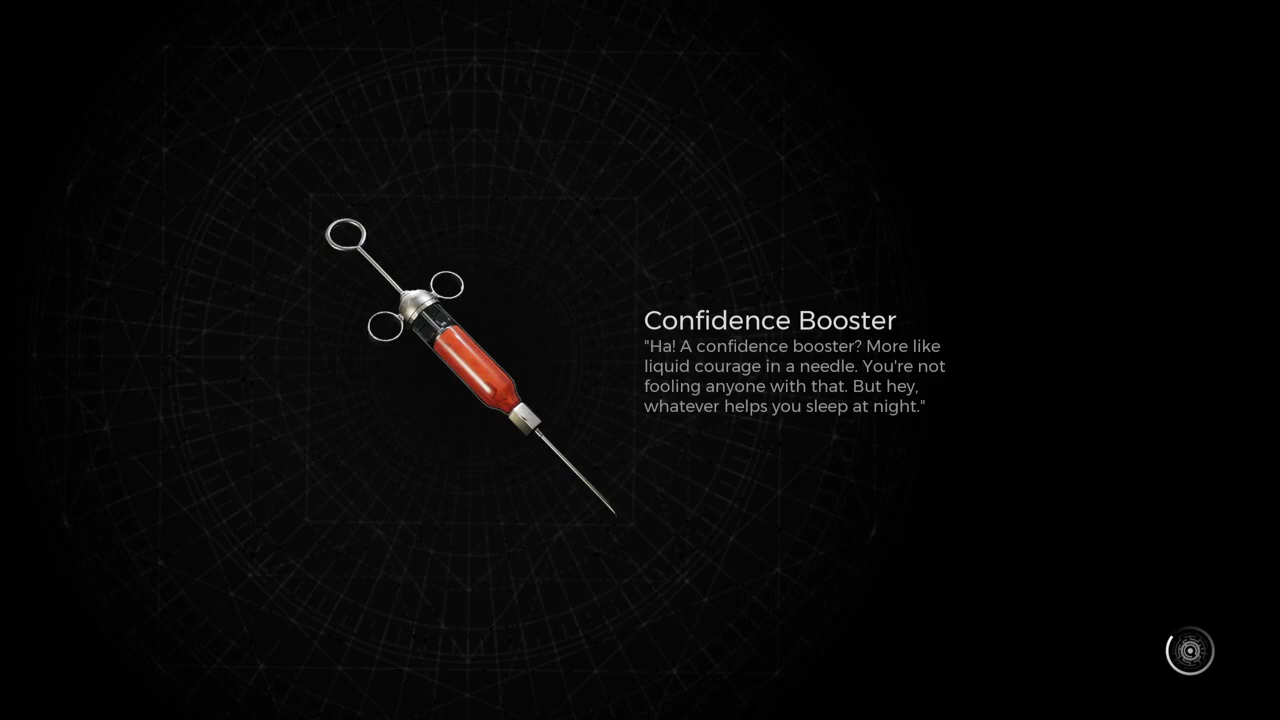 Confidence Booster
"Ha! A confidence booster? More like
liquid courage in a needle. You're not
fooling anyone with that. But hey,
whatever helps you sleep at night."